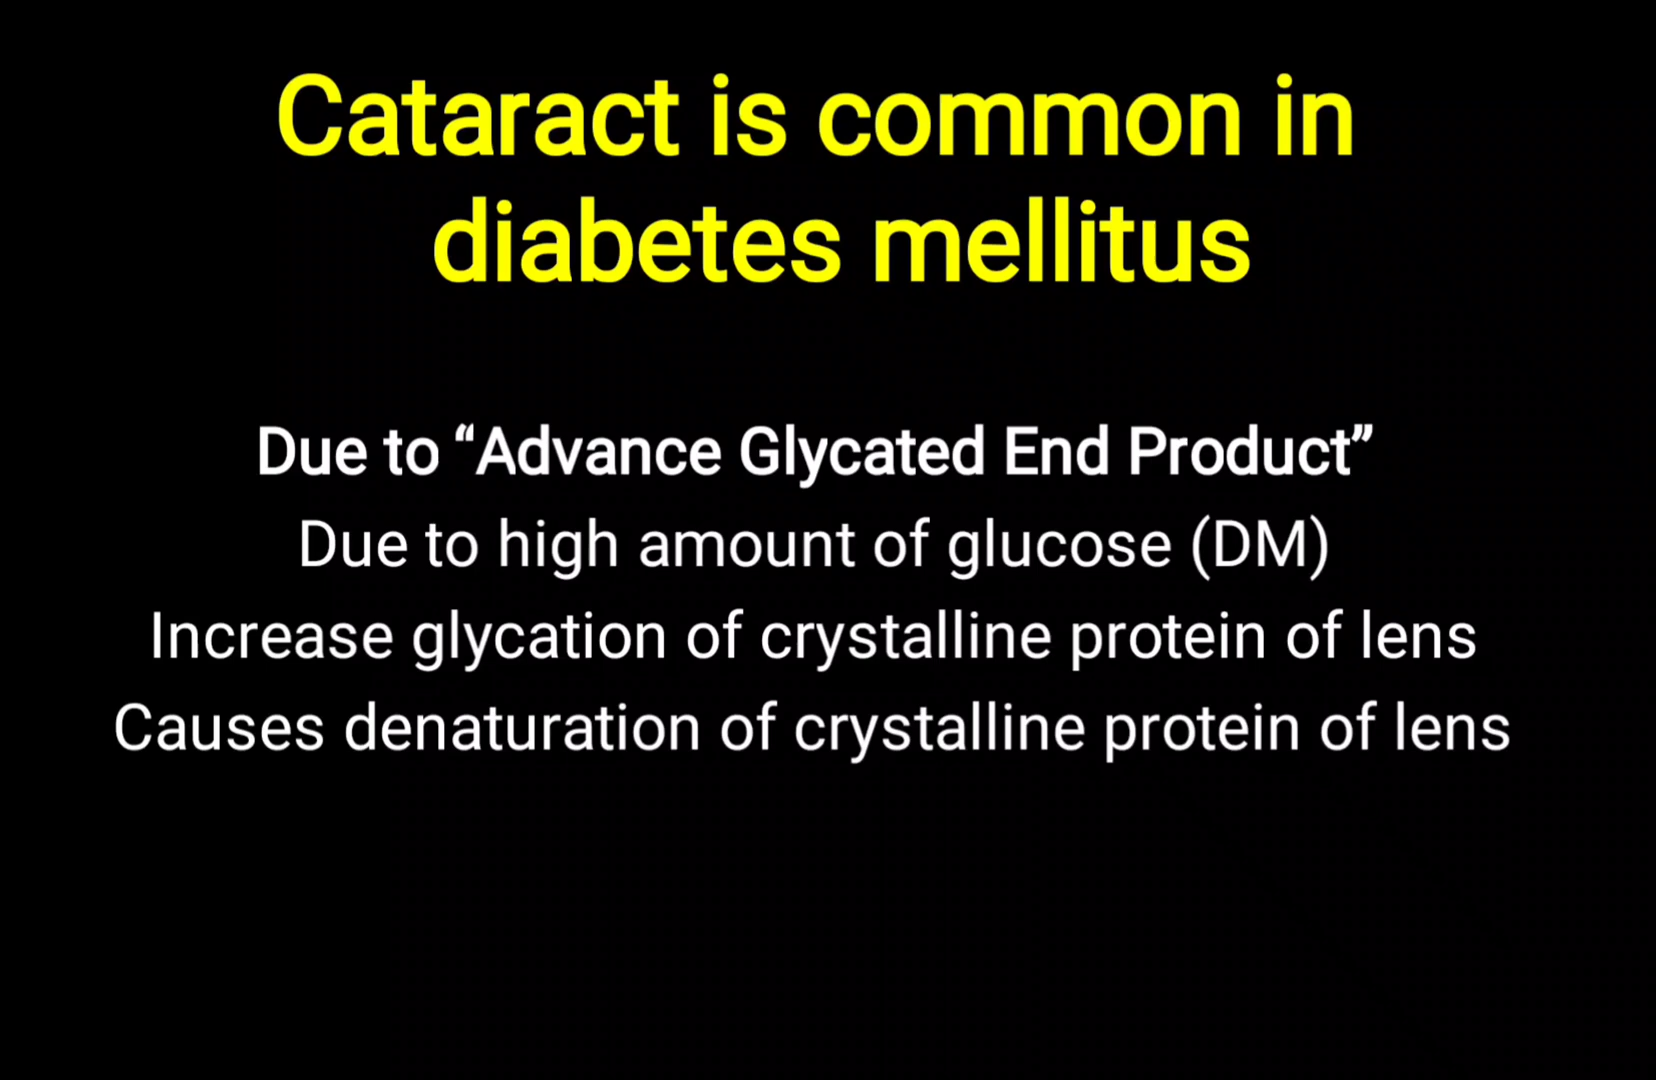 Cataract is common in
diabetes mellitus
Due to “Advance Glycated End Product”
Due to high amount of glucose (DM)
Increase glycation of crystalline protein of lens
Causes denaturation of crystalline protein of lens